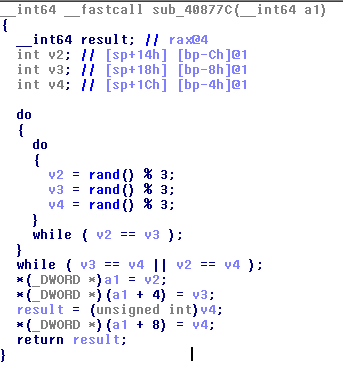 __int64 __fastcall sub_40877C(__int64 a1)
{
  __int64 result; // rax@4
  int v2; // [sp+14h] [bp-Ch]@1
  int v3; // [sp+18h] [bp-8h]@1
  int v4; // [sp+1Ch] [bp-4h]@1

  do
  {
    do
    {
      v2 = rand() % 3;
      v3 = rand() % 3;
      v4 = rand() % 3;
    }
    while ( v2 == v3 );
  }
  while ( v3 == v4 || v2 == v4 );
  *(_DWORD *)a1 = v2;
  *(_DWORD *)(a1 + 4) = v3;
  result = (unsigned int)v4;
  *(_DWORD *)(a1 + 8) = v4;
  return result;
}